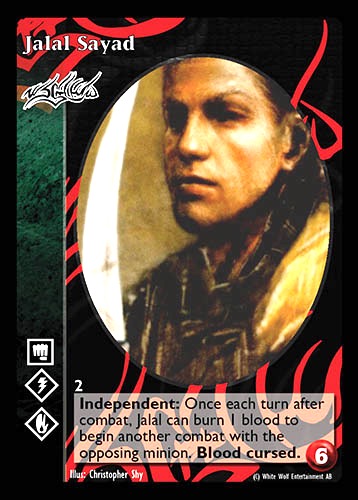 Jalal Sayad
2
Independent: Once each turn after
combat, Jalal can burn 1 blood to
begin another combat with the
opposing minion. Blood cursed.
6
Illus: Christopher Shy
(C) White Wolf Entertainment AB